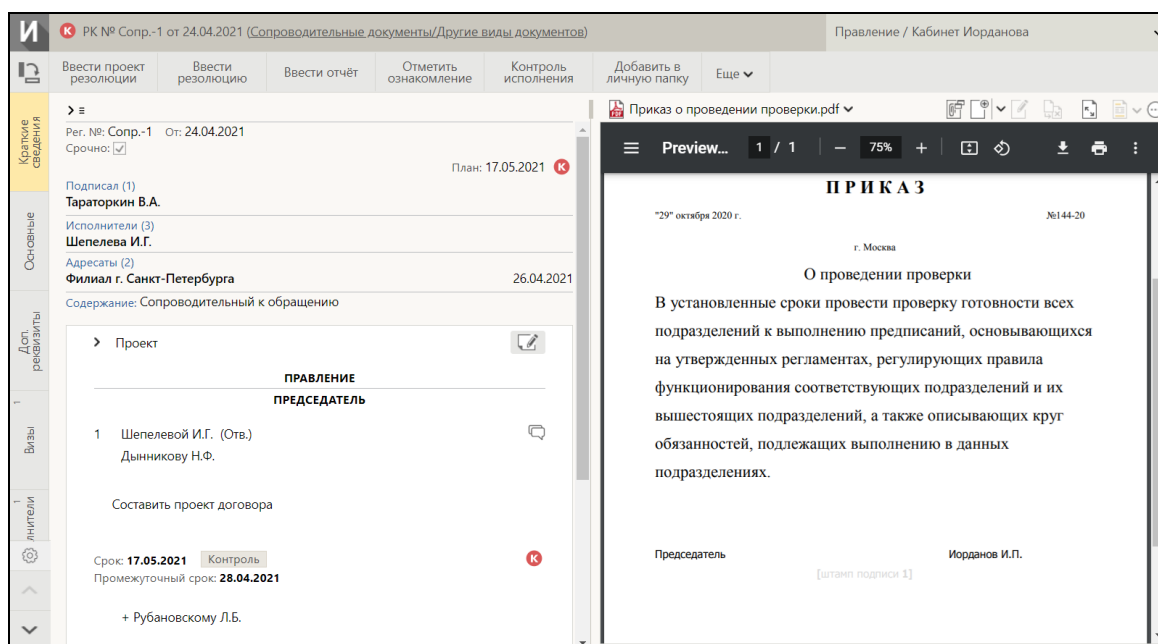 И
К РК № Сопр.-1 от 24.04.2021 (Сопроводительные документы/Другие виды документов)
Правление / Кабинет Иорданова
Ввести проект резолюции
Ввести резолюцию
Ввести отчёт
Отметить ознакомление
Контроль исполнения
Добавить в личную папку
Еще
Краткие сведения
Основные
Доп. реквизиты
1
Визы
1
лнители
Рег. №: Сопр.-1 От: 24.04.2021
Срочно:
План: 17.05.2021 К
Подписал (1)
Тараторкин В.А.
Исполнители (3)
Шепелева И.Г.
Адресаты (2)
Филиал г. Санкт-Петербурга 26.04.2021
Содержание: Сопроводительный к обращению
Проект
ПРАВЛЕНИЕ
ПРЕДСЕДАТЕЛЬ
1 Шепелевой И.Г. (Отв.)
Дынникову Н.Ф.
Составить проект договора
Срок: 17.05.2021 Контроль К
Промежуточный срок: 28.04.2021
+ Рубановскому Л.Б.
PDF Приказ о проведении проверки.pdf
Preview... 1 / 1 − 75% +
ПРИКАЗ
"29" октября 2020 г. №144-20
г. Москва
О проведении проверки
В установленные сроки провести проверку готовности всех
подразделений к выполнению предписаний, основывающихся
на утвержденных регламентах, регулирующих правила
функционирования соответствующих подразделений и их
вышестоящих подразделений, а также описывающих круг
обязанностей, подлежащих выполнению в данных
подразделениях.
Председатель Иорданов И.П.
[штамп подписи 1]